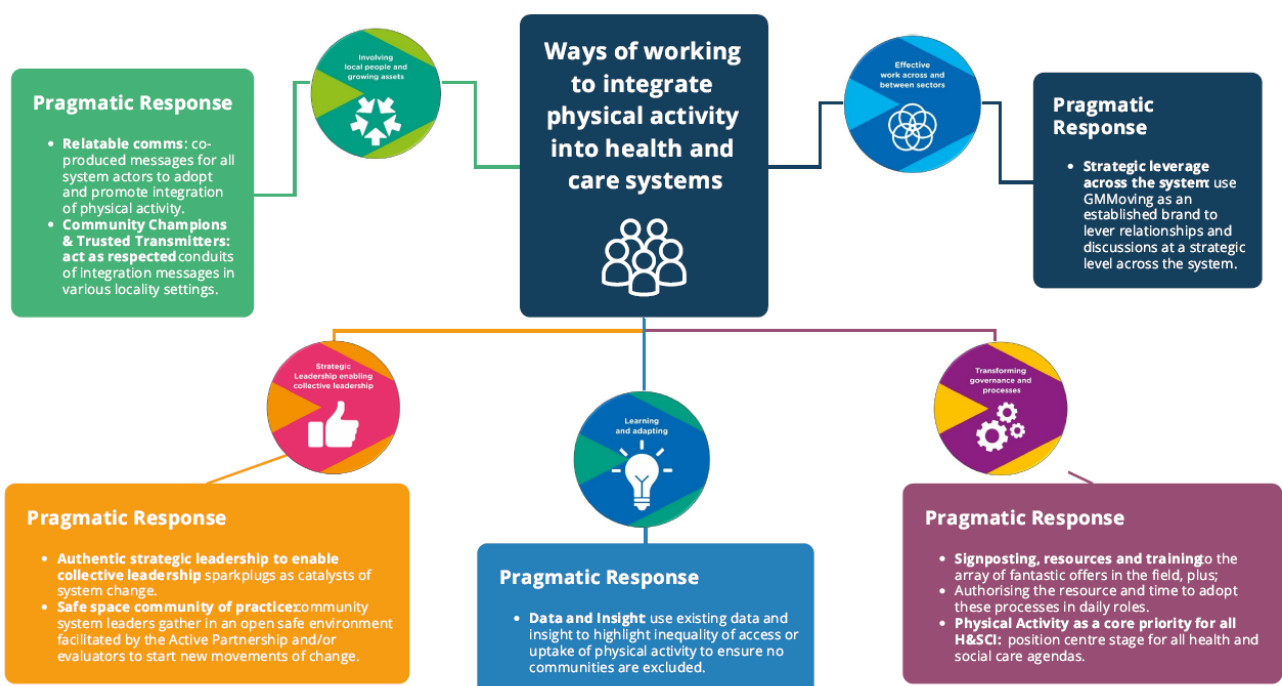 Ways of working
to integrate
physical activity
into health and
care systems
Involving
local people and
growing assets
Pragmatic Response
• Relatable comms: co-
produced messages for all
system actors to adopt
and promote integration
of physical activity.
• Community Champions
& Trusted Transmitters:
act as respected conduits
of integration messages in
various locality settings.
Effective
work across and
between sectors
Pragmatic
Response
• Strategic leverage
across the system: use
GMMoving as an
established brand to
lever relationships and
discussions at a strategic
level across the system.
Strategic
Leadership enabling
collective leadership
Pragmatic Response
• Authentic strategic leadership to enable
collective leadership sparkplugs as catalysts of
system change.
• Safe space community of practice: community
system leaders gather in an open safe environment
facilitated by the Active Partnership and/or
evaluators to start new movements of change.
Learning
and adapting
Pragmatic Response
• Data and Insight: use existing data and
insight to highlight inequality of access or
uptake of physical activity to ensure no
communities are excluded.
Transforming
governance and
processes
Pragmatic Response
• Signposting, resources and training to the
array of fantastic offers in the field, plus;
• Authorising the resource and time to adopt
these processes in daily roles.
• Physical Activity as a core priority for all
H&SCI: position centre stage for all health and
social care agendas.